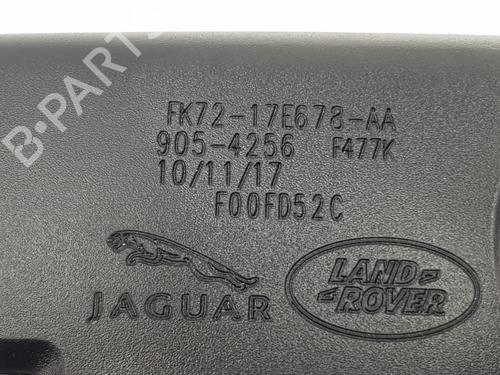 B-PARTS
FK72-17E678-AA
905-4256 F477K
10/11/17
F00FD52C
JAGUAR
LAND
ROVER